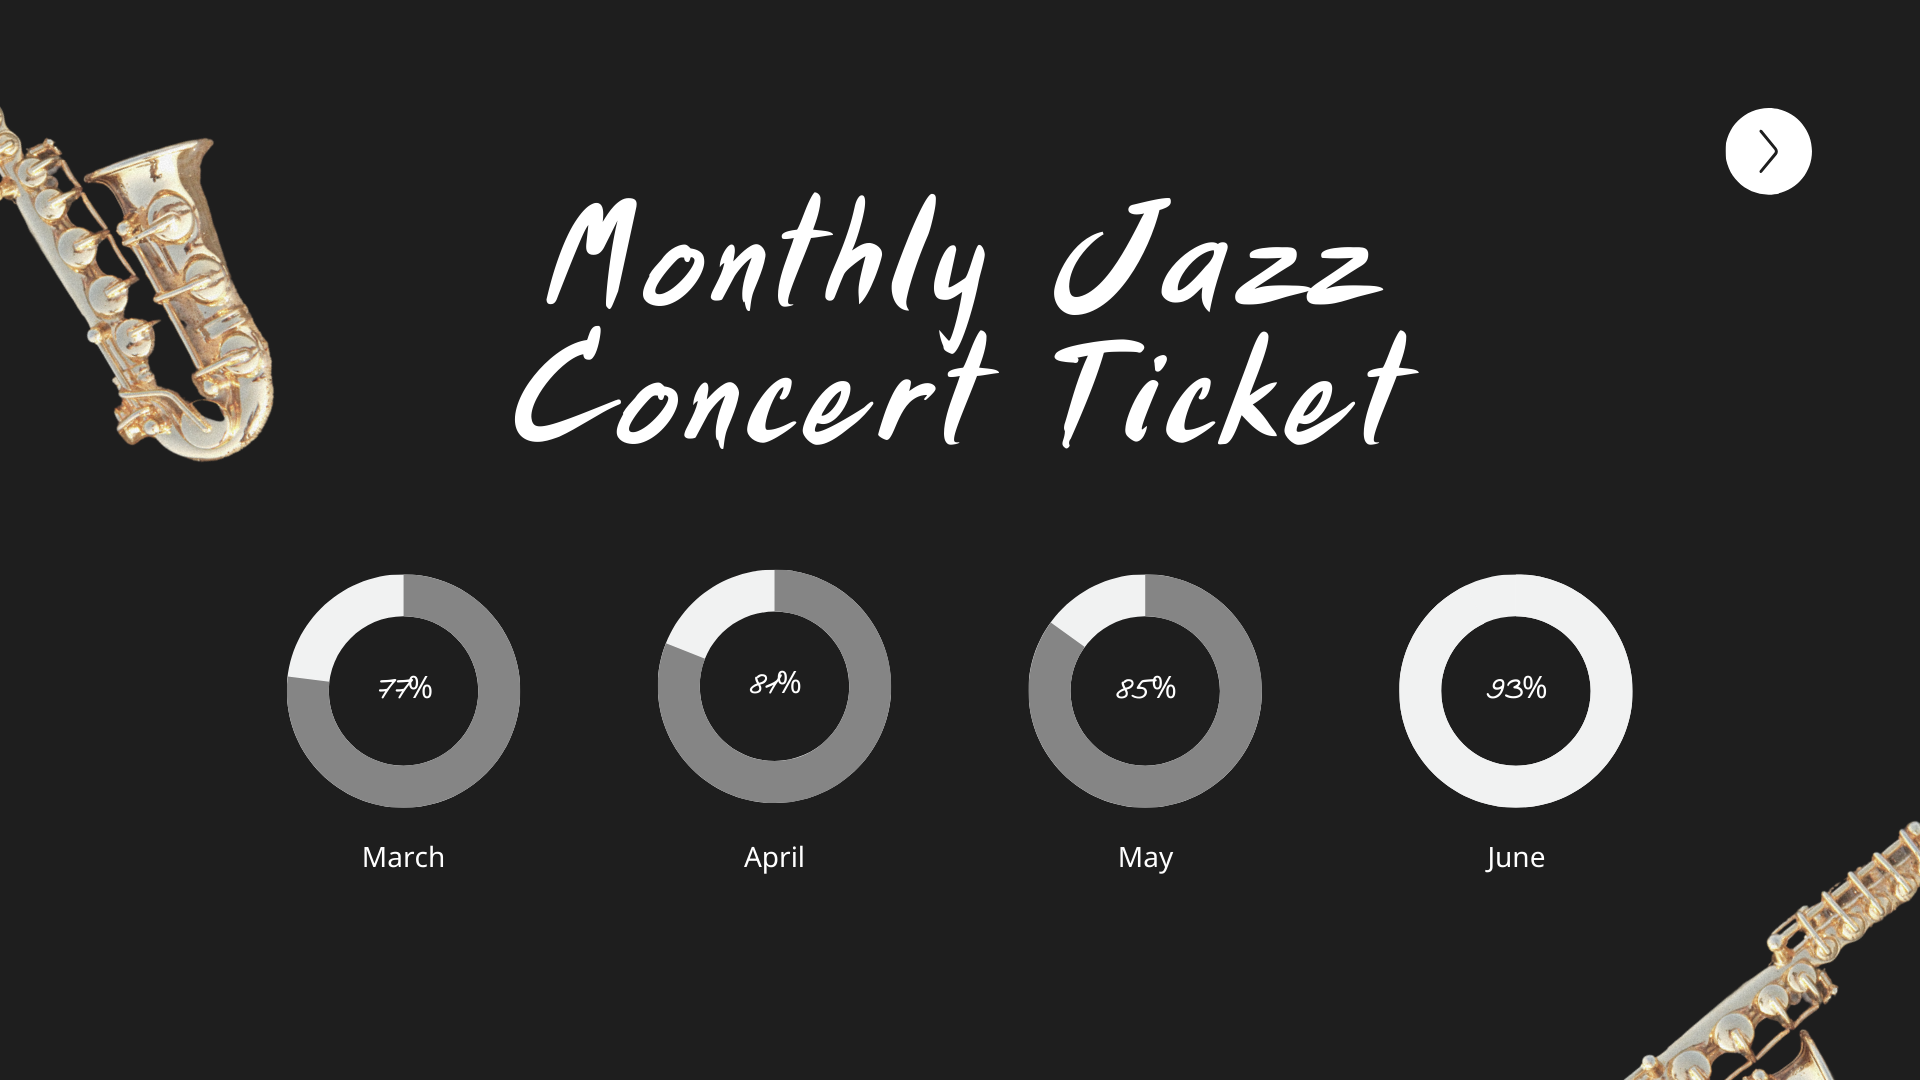 Monthly Jazz
Concert Ticket
77%
81%
85%
93%
March
April
May
June